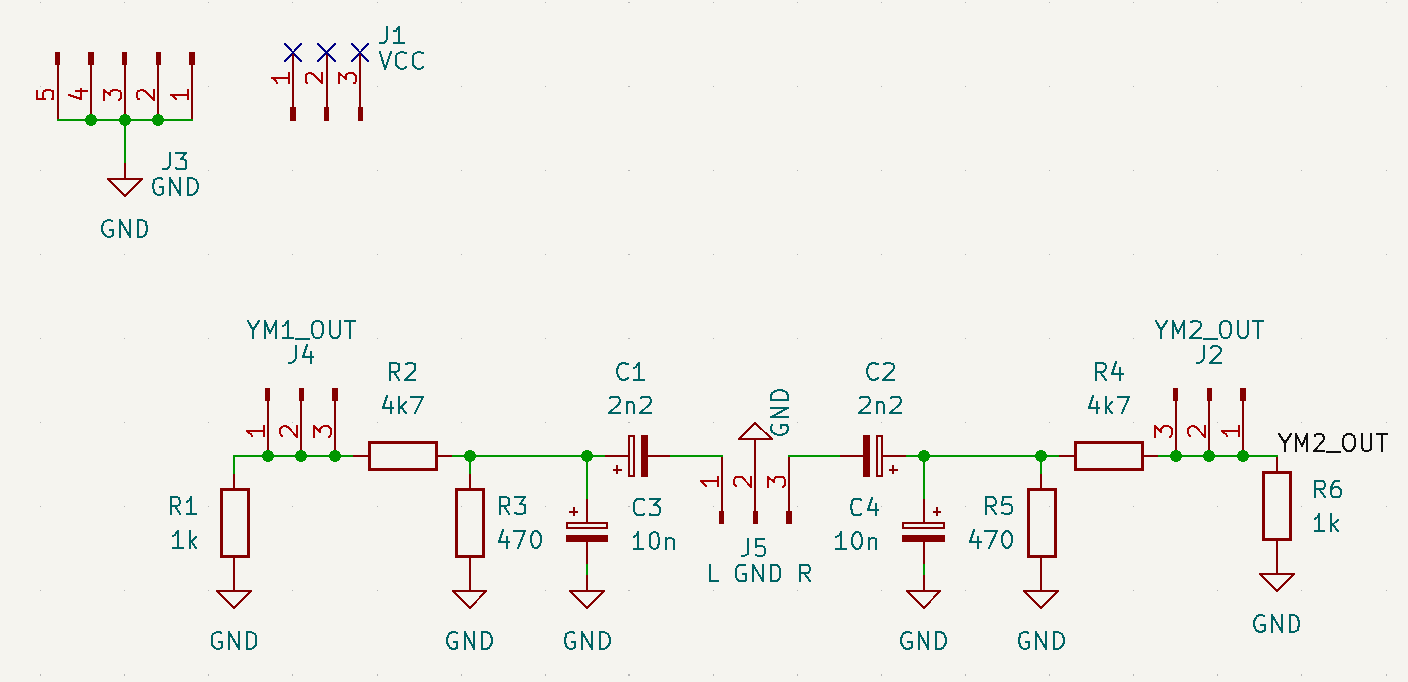 J1
VCC
1 2 3
5 4 3 2 1
J3
GND
GND
YM1_OUT
J4
1 2 3
R2
4k7
R1
1k
GND
R3
470
GND
C1
2n2
+
+
C3
10n
GND
GND
1 2 3
J5
L GND R
C2
2n2
+
+
C4
10n
GND
R5
470
GND
R4
4k7
YM2_OUT
J2
3 2 1
YM2_OUT
R6
1k
GND